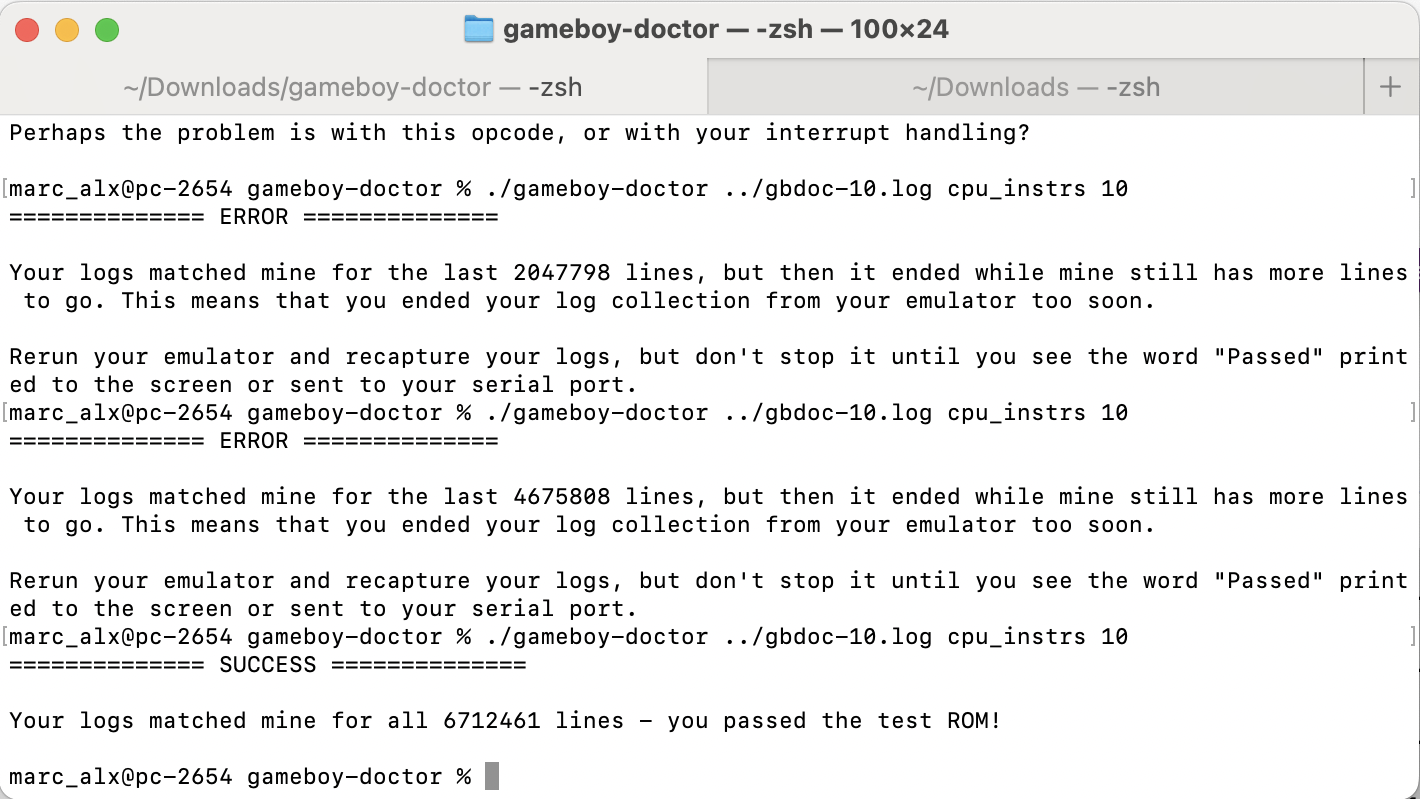 gameboy-doctor — -zsh — 100×24
~/Downloads/gameboy-doctor — -zsh
~/Downloads — -zsh
+
Perhaps the problem is with this opcode, or with your interrupt handling?
[marc_alx@pc-2654 gameboy-doctor % ./gameboy-doctor ../gbdoc-10.log cpu_instrs 10 ]
============== ERROR ==============
Your logs matched mine for the last 2047798 lines, but then it ended while mine still has more lines
 to go. This means that you ended your log collection from your emulator too soon.
Rerun your emulator and recapture your logs, but don't stop it until you see the word "Passed" print
ed to the screen or sent to your serial port.
[marc_alx@pc-2654 gameboy-doctor % ./gameboy-doctor ../gbdoc-10.log cpu_instrs 10 ]
============== ERROR ==============
Your logs matched mine for the last 4675808 lines, but then it ended while mine still has more lines
 to go. This means that you ended your log collection from your emulator too soon.
Rerun your emulator and recapture your logs, but don't stop it until you see the word "Passed" print
ed to the screen or sent to your serial port.
[marc_alx@pc-2654 gameboy-doctor % ./gameboy-doctor ../gbdoc-10.log cpu_instrs 10 ]
============== SUCCESS ==============
Your logs matched mine for all 6712461 lines - you passed the test ROM!
marc_alx@pc-2654 gameboy-doctor %